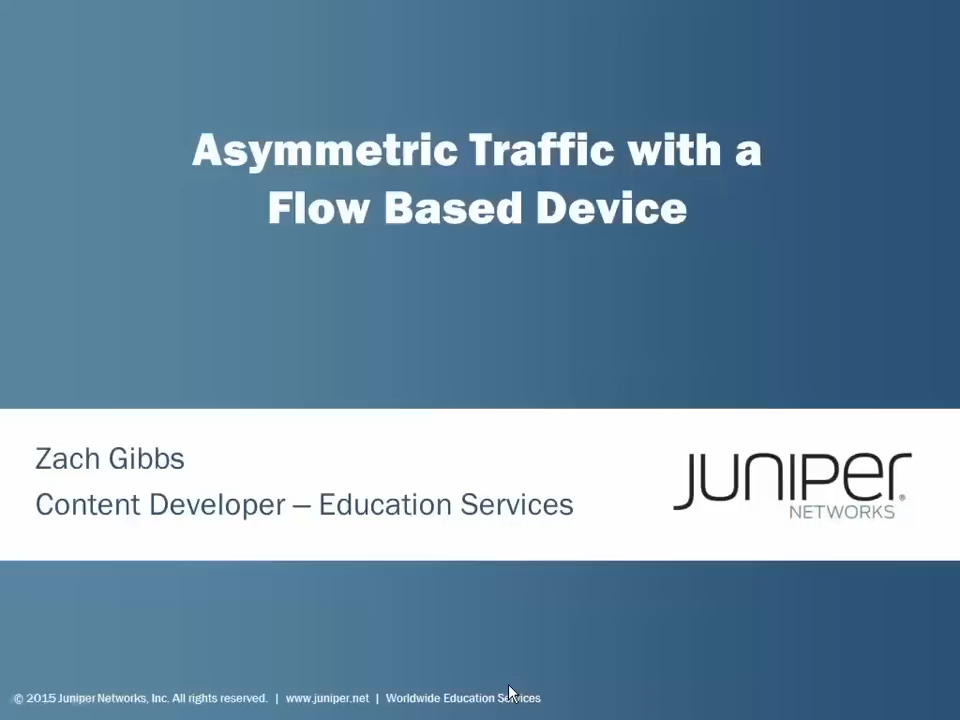 Asymmetric Traffic with a
Flow Based Device
Zach Gibbs
Content Developer – Education Services
JUNIPer®
NETWORKS
© 2015 Juniper Networks, Inc. All rights reserved. | www.juniper.net | Worldwide Education Services